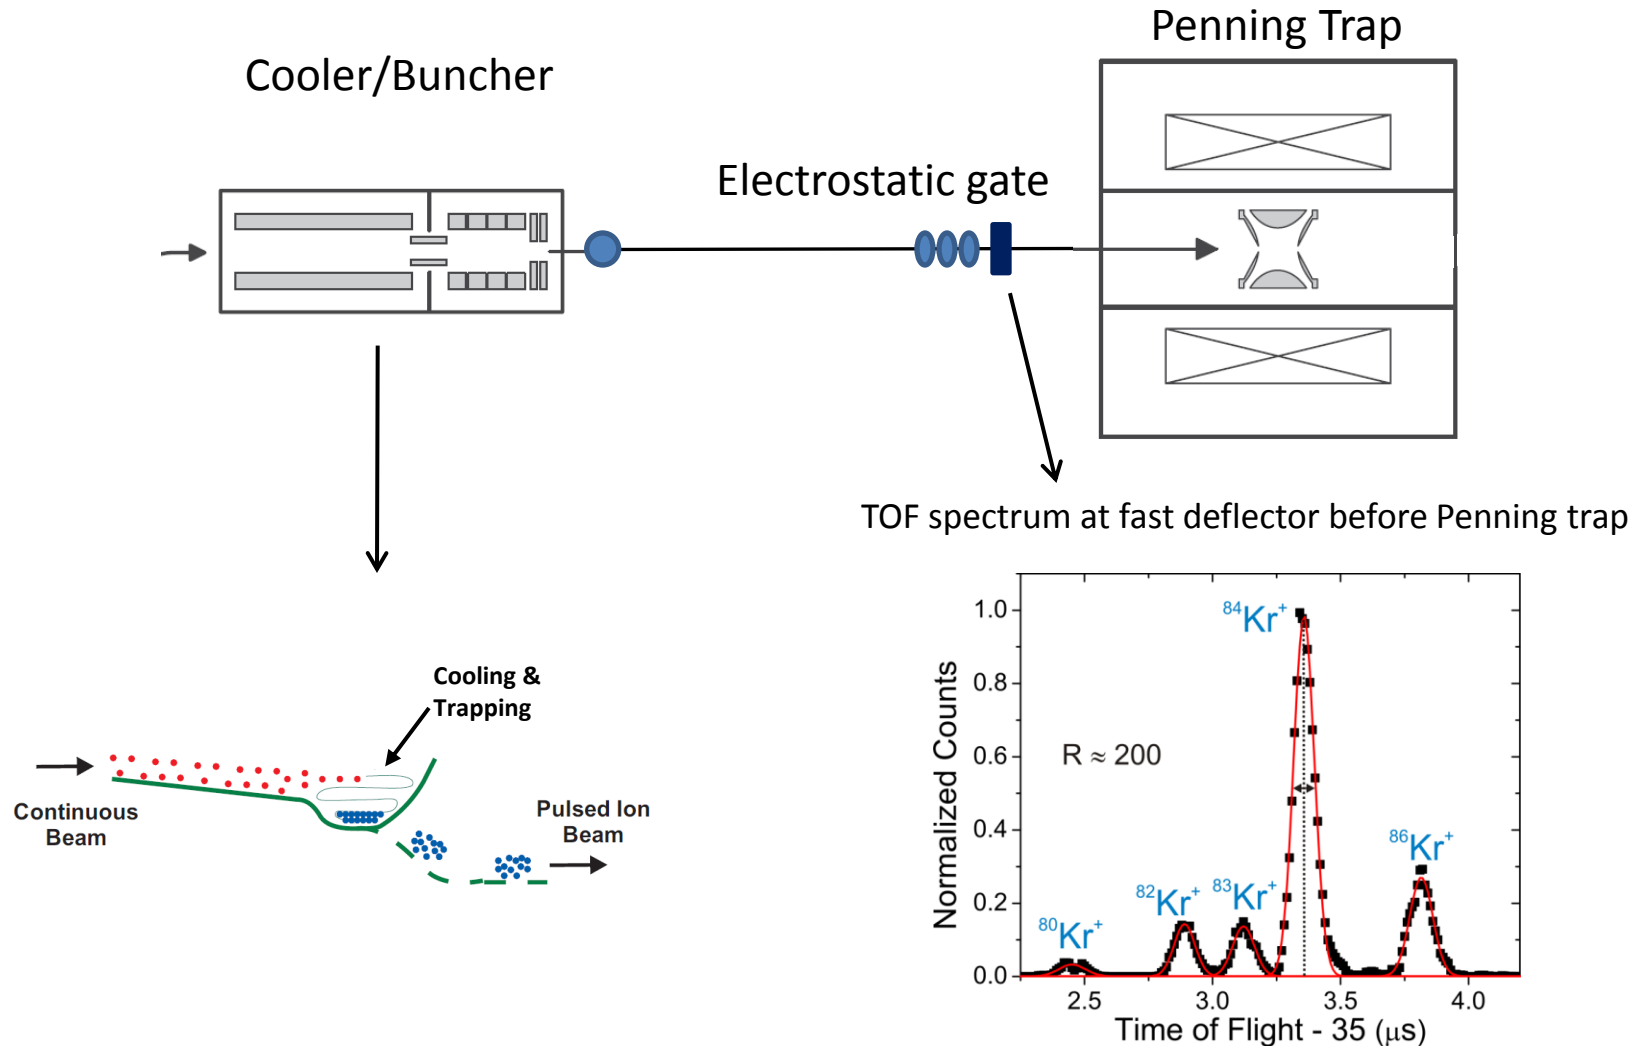 Penning Trap
Cooler/Buncher
Electrostatic gate
TOF spectrum at fast deflector before Penning trap
Cooling &
Trapping
Continuous
Beam
Pulsed Ion
Beam
Normalized Counts
1.0
0.8
0.6
0.4
0.2
0.0
R ≈ 200
⁸⁰Kr⁺
⁸²Kr⁺
⁸³Kr⁺
⁸⁴Kr⁺
⁸⁶Kr⁺
2.5 3.0 3.5 4.0
Time of Flight - 35 (μs)